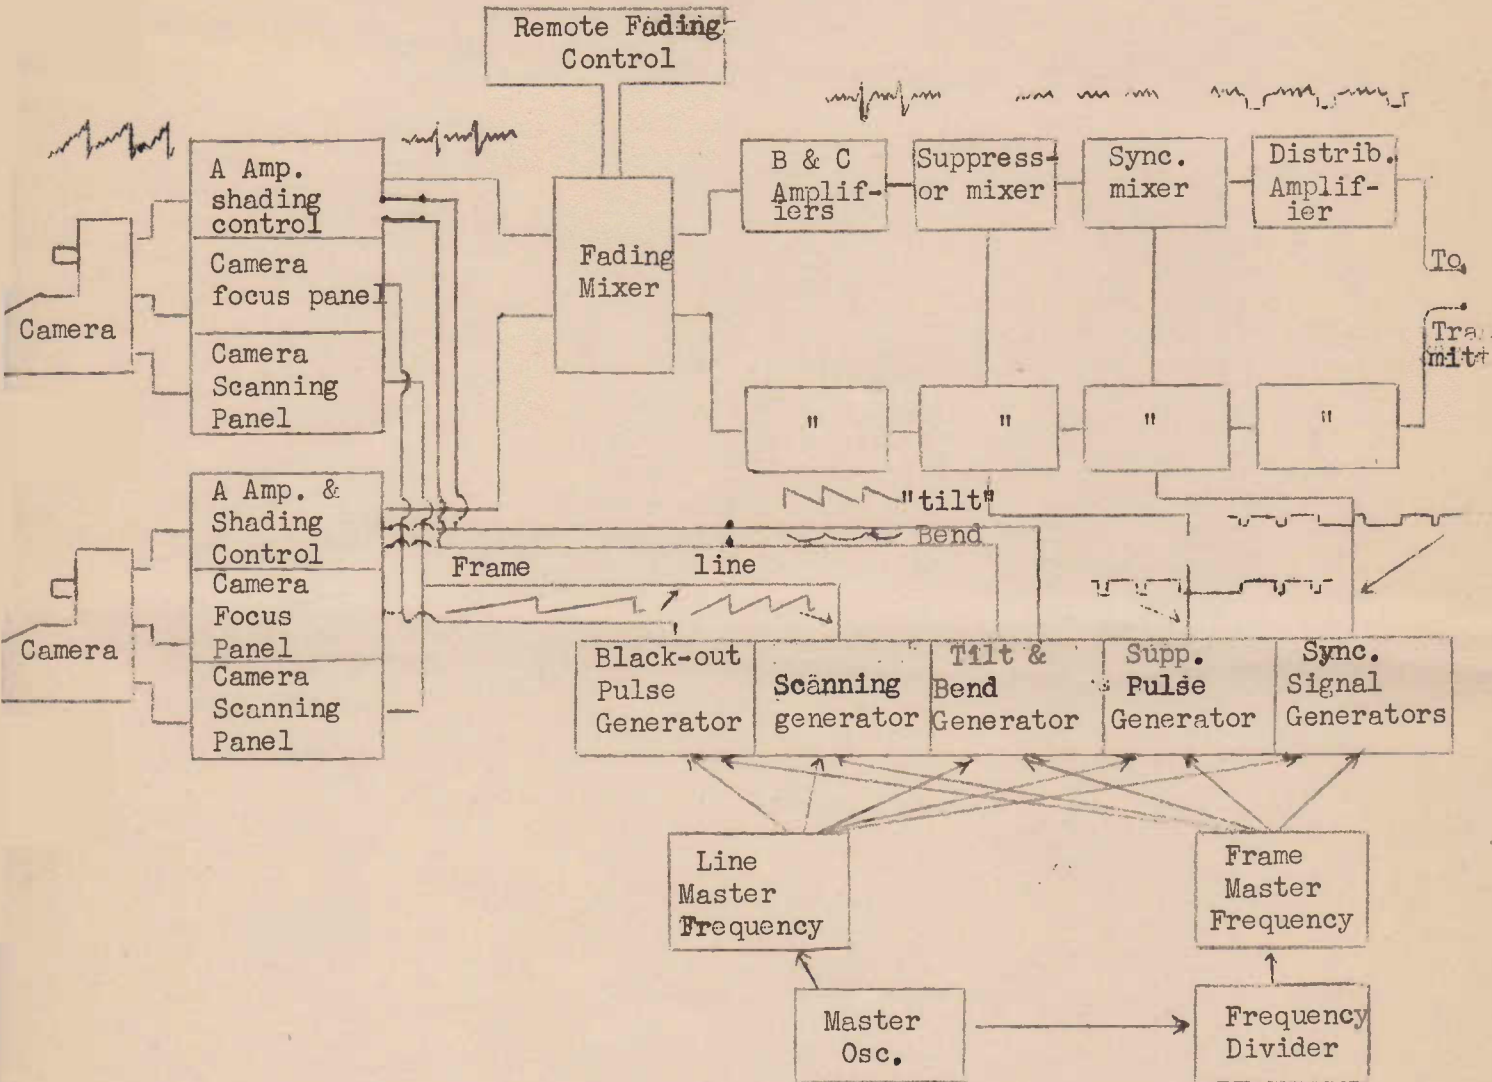 Remote Fading
Control
A Amp.
shading
control
Camera
focus panel
Camera
Scanning
Panel
Camera
Fading
Mixer
B & C
Amplif-
iers
Suppress-
or mixer
Sync.
mixer
Distrib.
Amplif-
ier
To
"
"
"
"
A Amp. &
Shading
Control
Camera
Focus
Panel
Camera
Scanning
Panel
Camera
"tilt"
Bend
Frame
line
Black-out
Pulse
Generator
Scanning
generator
Tilt &
Bend
Generator
Supp.
Pulse
Generator
Sync.
Signal
Generators
Line
Master
Frequency
Frame
Master
Frequency
Master
Osc.
Frequency
Divider